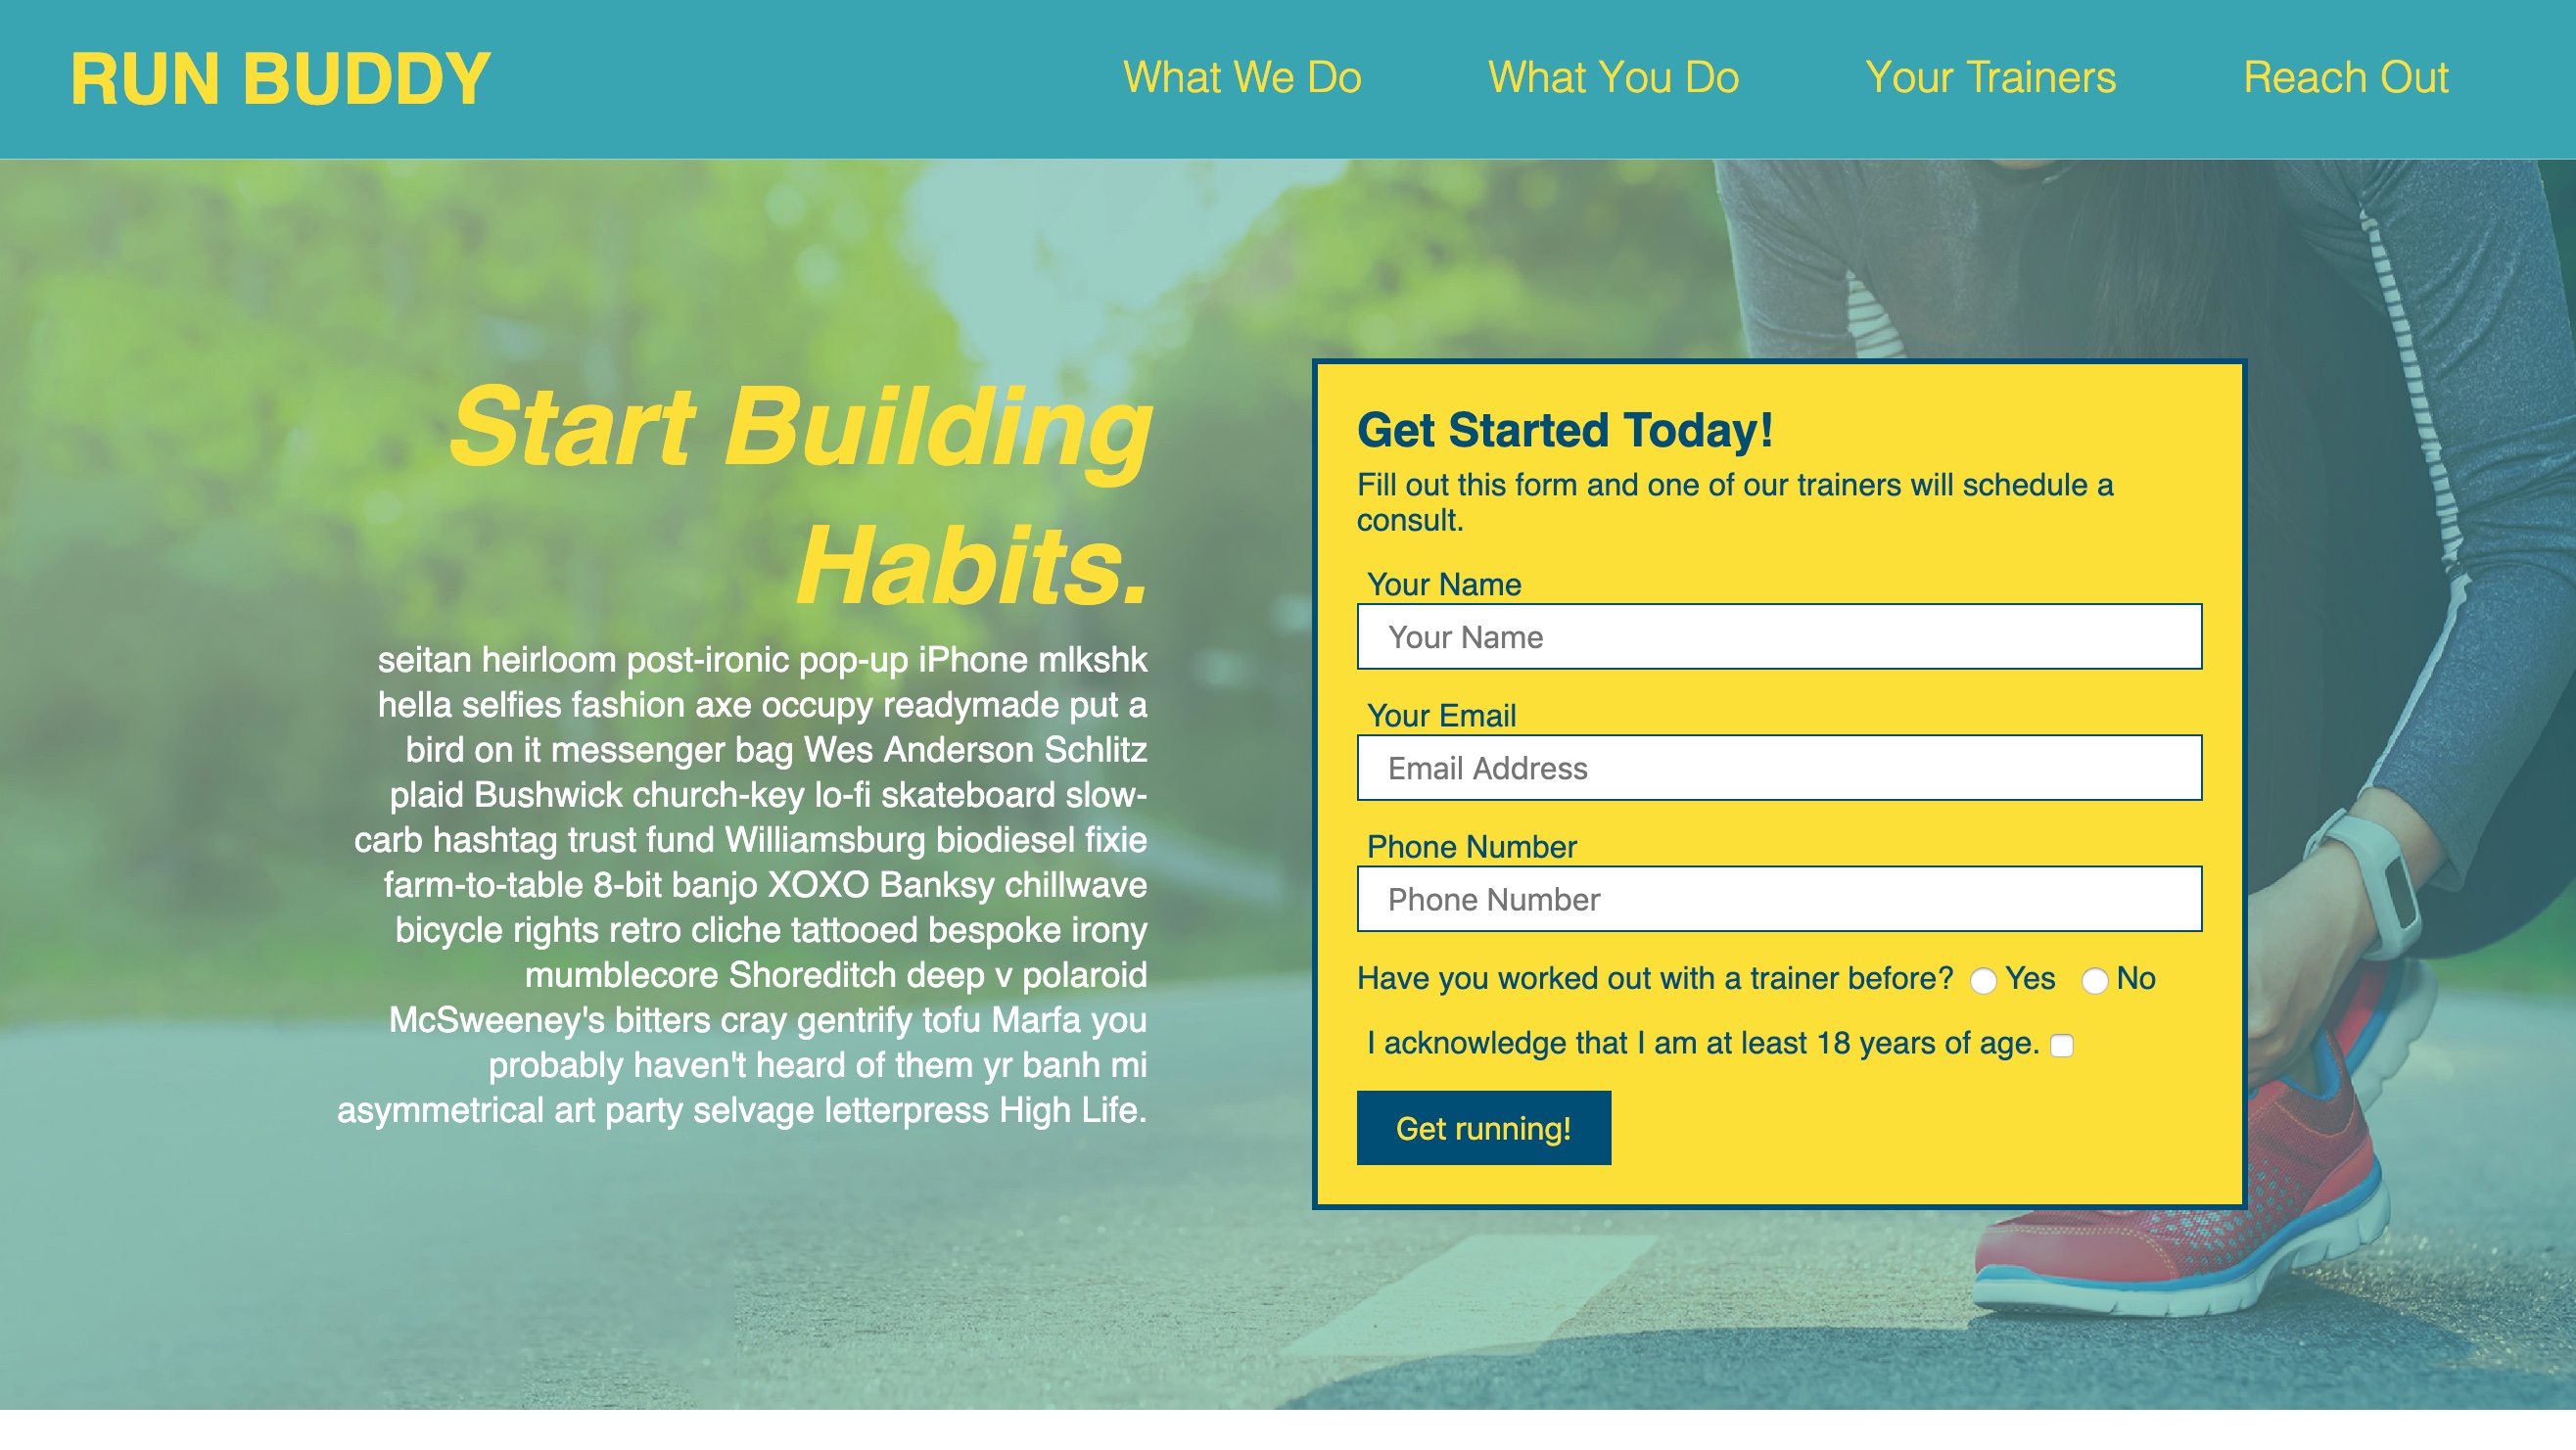 RUN BUDDY
What We Do
What You Do
Your Trainers
Reach Out
Start Building
Habits.
seitan heirloom post-ironic pop-up iPhone mlkshk
hella selfies fashion axe occupy readymade put a
bird on it messenger bag Wes Anderson Schlitz
plaid Bushwick church-key lo-fi skateboard slow-
carb hashtag trust fund Williamsburg biodiesel fixie
farm-to-table 8-bit banjo XOXO Banksy chillwave
bicycle rights retro cliche tattooed bespoke irony
mumblecore Shoreditch deep v polaroid
McSweeney's bitters cray gentrify tofu Marfa you
probably haven't heard of them yr banh mi
asymmetrical art party selvage letterpress High Life.
Get Started Today!
Fill out this form and one of our trainers will schedule a
consult.
Your Name
Your Name
Your Email
Email Address
Phone Number
Phone Number
Have you worked out with a trainer before? Yes No
I acknowledge that I am at least 18 years of age.
Get running!